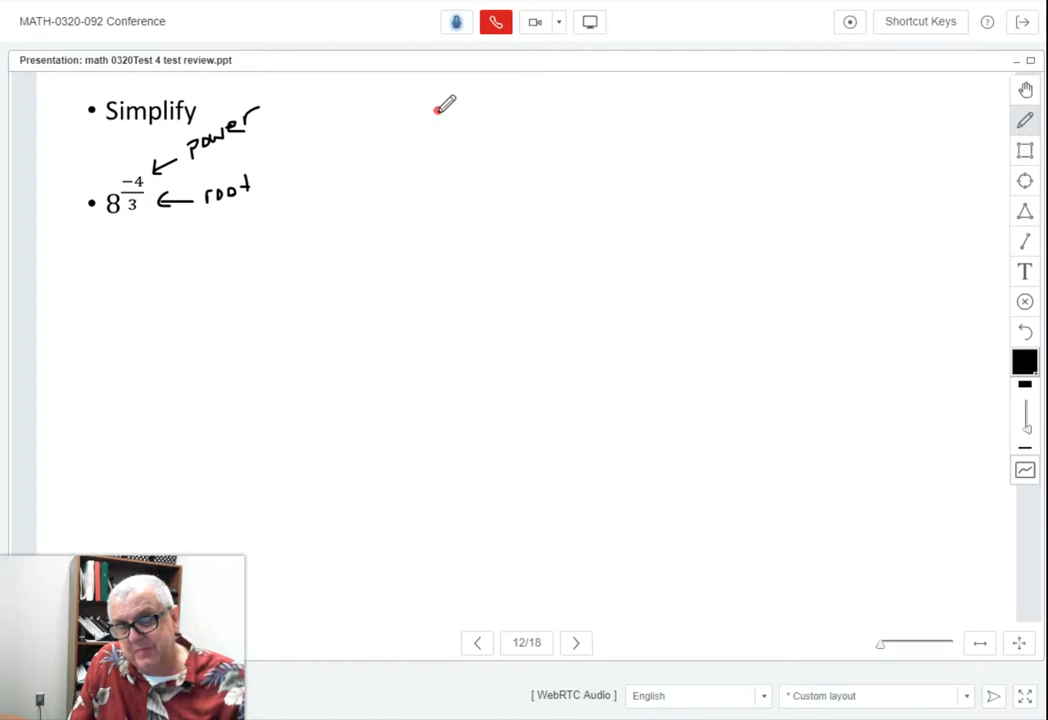 MATH-0320-092 Conference
Shortcut Keys
Presentation: math 0320Test 4 test review.ppt
• Simplify
power
• 8^(-4/3)
root
T
12/18
[ WebRTC Audio ] English * Custom layout